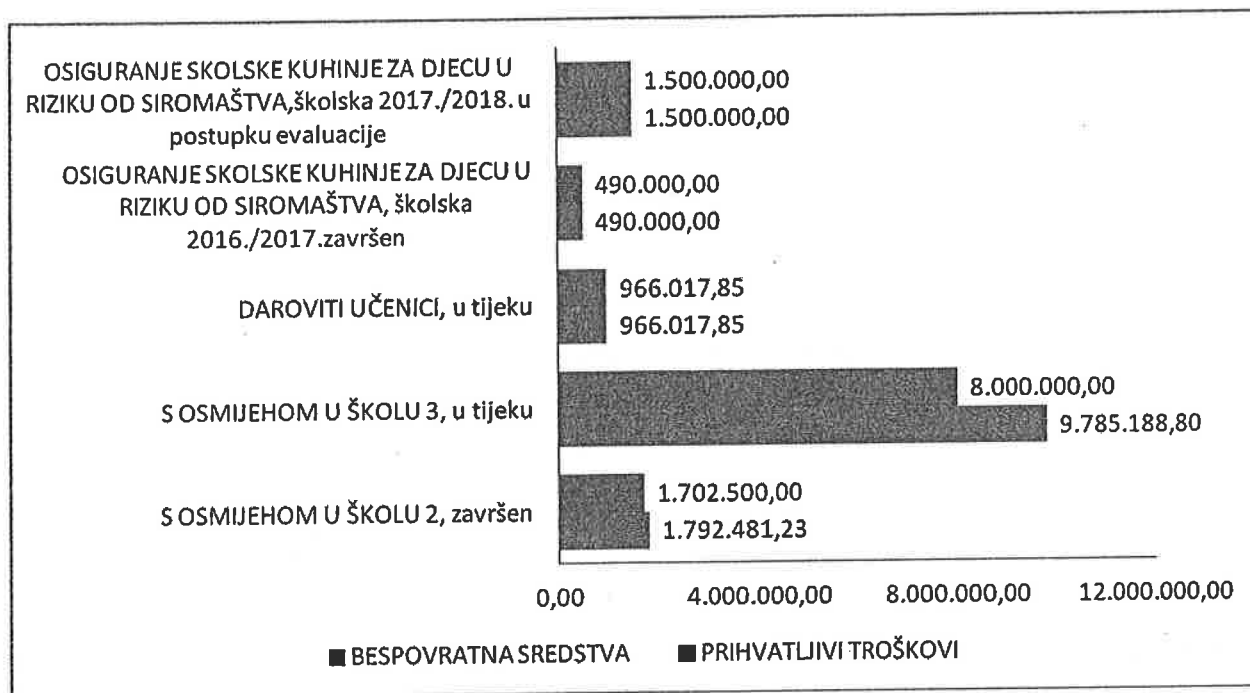 OSIGURANJE SKOLSKE KUHINJE ZA DJECU U
RIZIKU OD SIROMAŠTVA,školska 2017./2018. u
postupku evaluacije
1.500.000,00
1.500.000,00
OSIGURANJE SKOLSKE KUHINJE ZA DJECU U
RIZIKU OD SIROMAŠTVA, školska
2016./2017.završen
490.000,00
490.000,00
DAROVITI UČENICI, u tijeku
966.017,85
966.017,85
S OSMIJEHOM U ŠKOLU 3, u tijeku
8.000.000,00
9.785.188,80
S OSMIJEHOM U ŠKOLU 2, završen
1.702.500,00
1.792.481,23
0,00 4.000.000,00 8.000.000,00 12.000.000,00
BESPOVRATNA SREDSTVA PRIHVATLJIVI TROŠKOVI